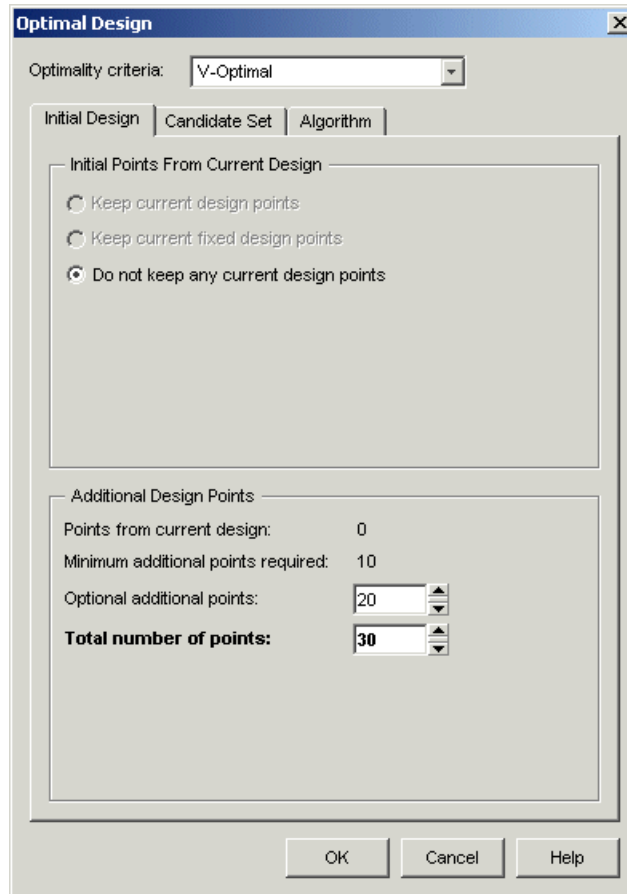 Optimal Design
Optimality criteria: V-Optimal
Initial Design Candidate Set Algorithm
Initial Points From Current Design
Keep current design points
Keep current fixed design points
Do not keep any current design points
Additional Design Points
Points from current design: 0
Minimum additional points required: 10
Optional additional points: 20
Total number of points: 30
OK Cancel Help